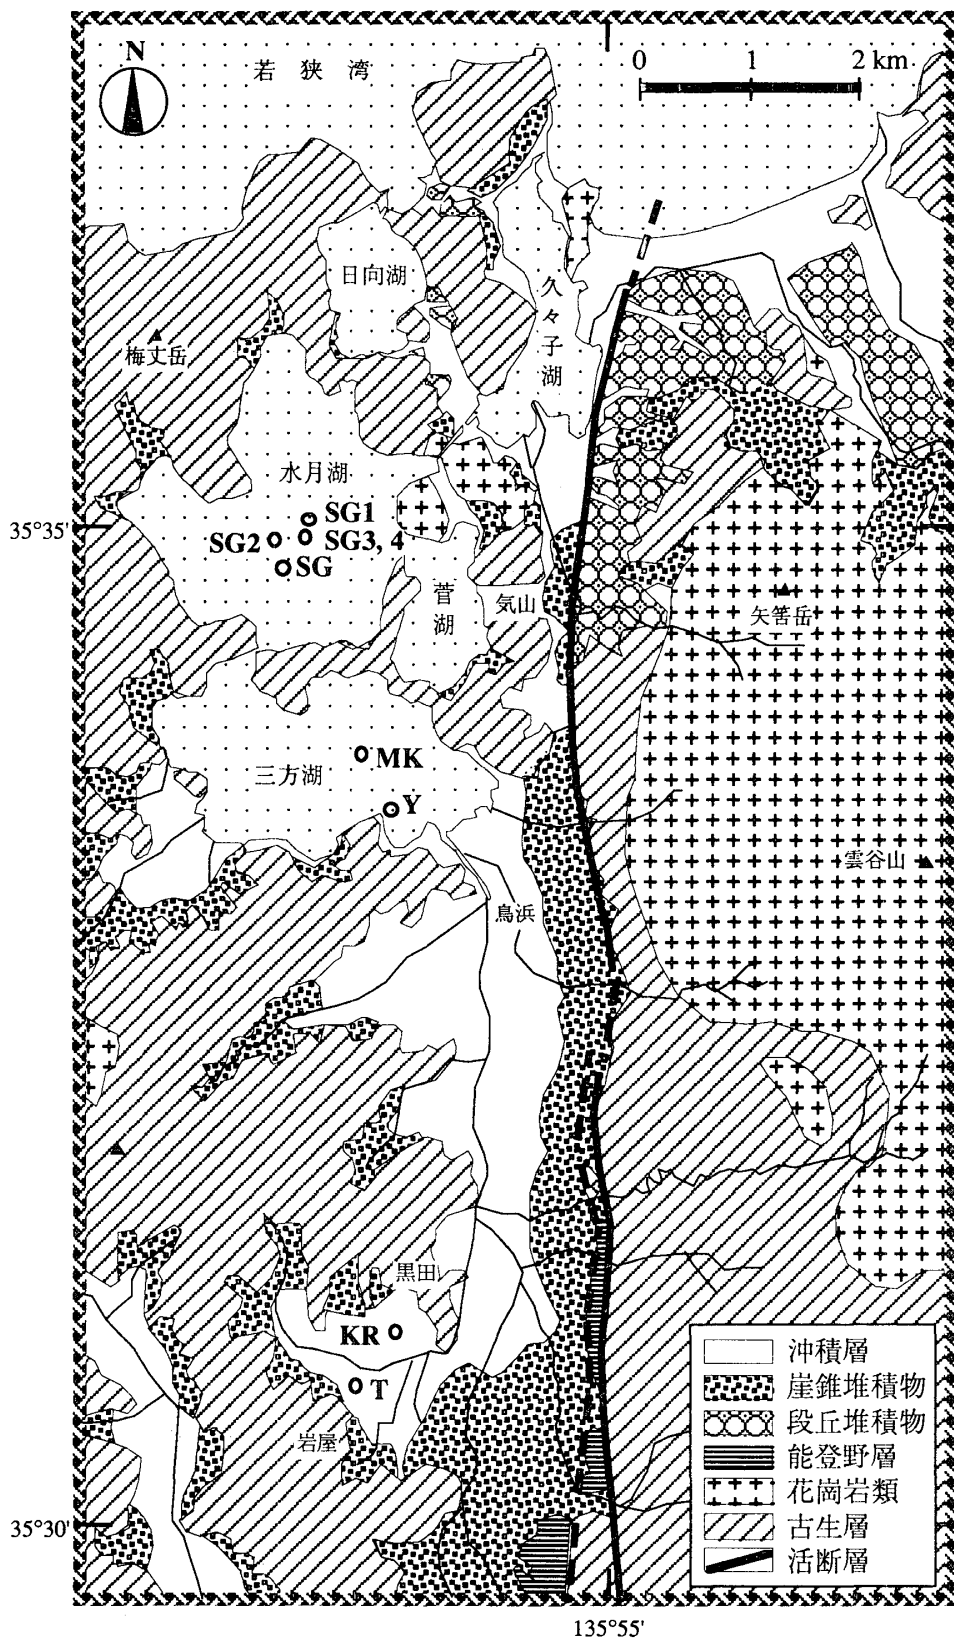 N
若狭湾
0 1 2 km
日向湖
久々子湖
梅丈岳
水月湖
SG1
SG2
SG3, 4
SG
35°35'
菅湖
気山
矢筈岳
三方湖
MK
Y
雲谷山
鳥浜
黒田
KR
T
岩屋
沖積層
崖錐堆積物
段丘堆積物
能登野層
花崗岩類
古生層
活断層
35°30'
135°55'